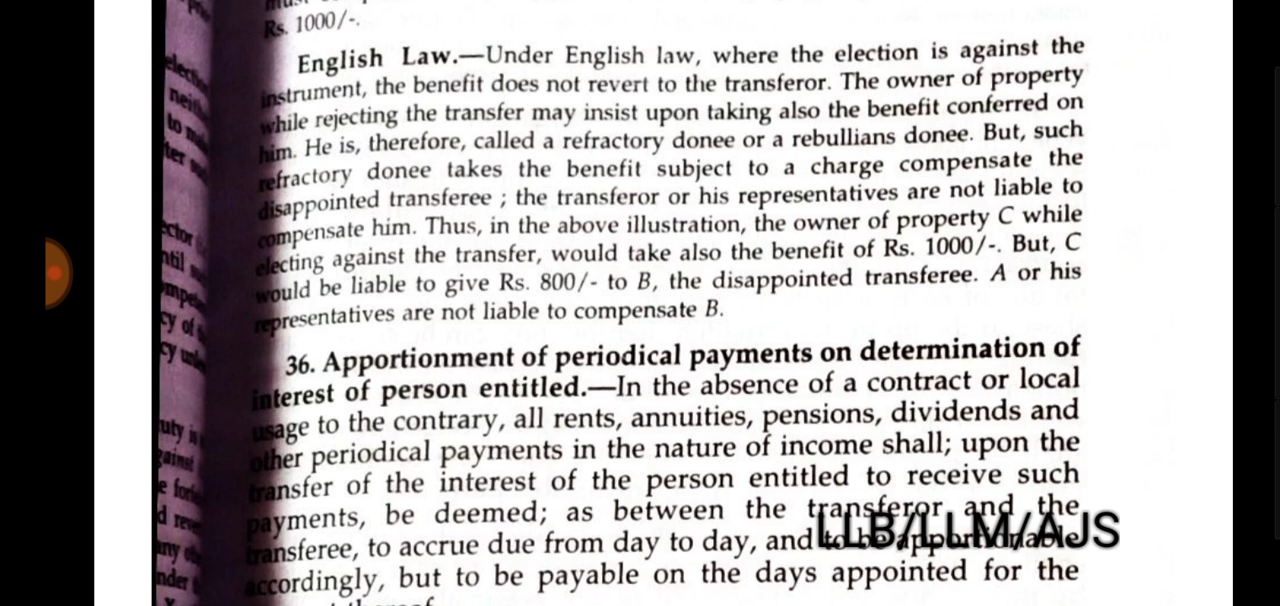 Rs. 1000/-.
English Law.—Under English law, where the election is against the
instrument, the benefit does not revert to the transferor. The owner of property
while rejecting the transfer may insist upon taking also the benefit conferred on
him. He is, therefore, called a refractory donee or a rebullians donee. But, such
refractory donee takes the benefit subject to a charge compensate the
disappointed transferee ; the transferor or his representatives are not liable to
compensate him. Thus, in the above illustration, the owner of property C while
electing against the transfer, would take also the benefit of Rs. 1000/-. But, C
would be liable to give Rs. 800/- to B, the disappointed transferee. A or his
representatives are not liable to compensate B.
36. Apportionment of periodical payments on determination of
interest of person entitled.—In the absence of a contract or local
usage to the contrary, all rents, annuities, pensions, dividends and
other periodical payments in the nature of income shall; upon the
transfer of the interest of the person entitled to receive such
payments, be deemed; as between the transferor and the
transferee, to accrue due from day to day, and to be apportionable
accordingly, but to be payable on the days appointed for the
LLB/LLM/AJS